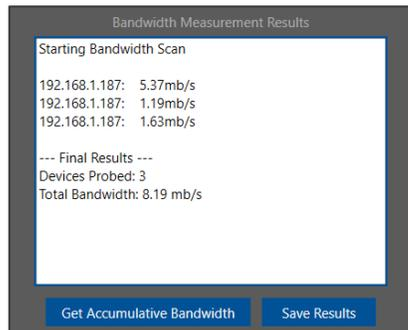 Bandwidth Measurement Results
Starting Bandwidth Scan
192.168.1.187: 5.37mb/s
192.168.1.187: 1.19mb/s
192.168.1.187: 1.63mb/s
--- Final Results ---
Devices Probed: 3
Total Bandwidth: 8.19 mb/s
Get Accumulative Bandwidth
Save Results